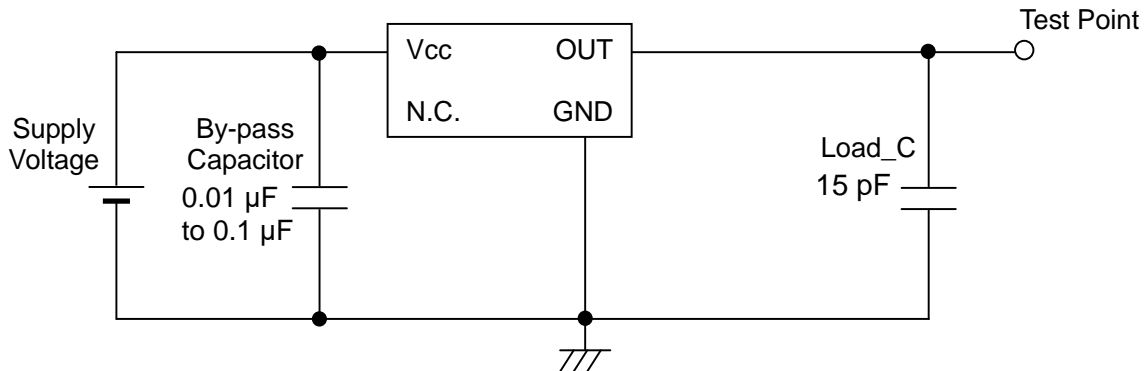 Test Point
Vcc OUT
N.C. GND
Supply
Voltage
By-pass
Capacitor
0.01 µF
to 0.1 µF
Load_C
15 pF